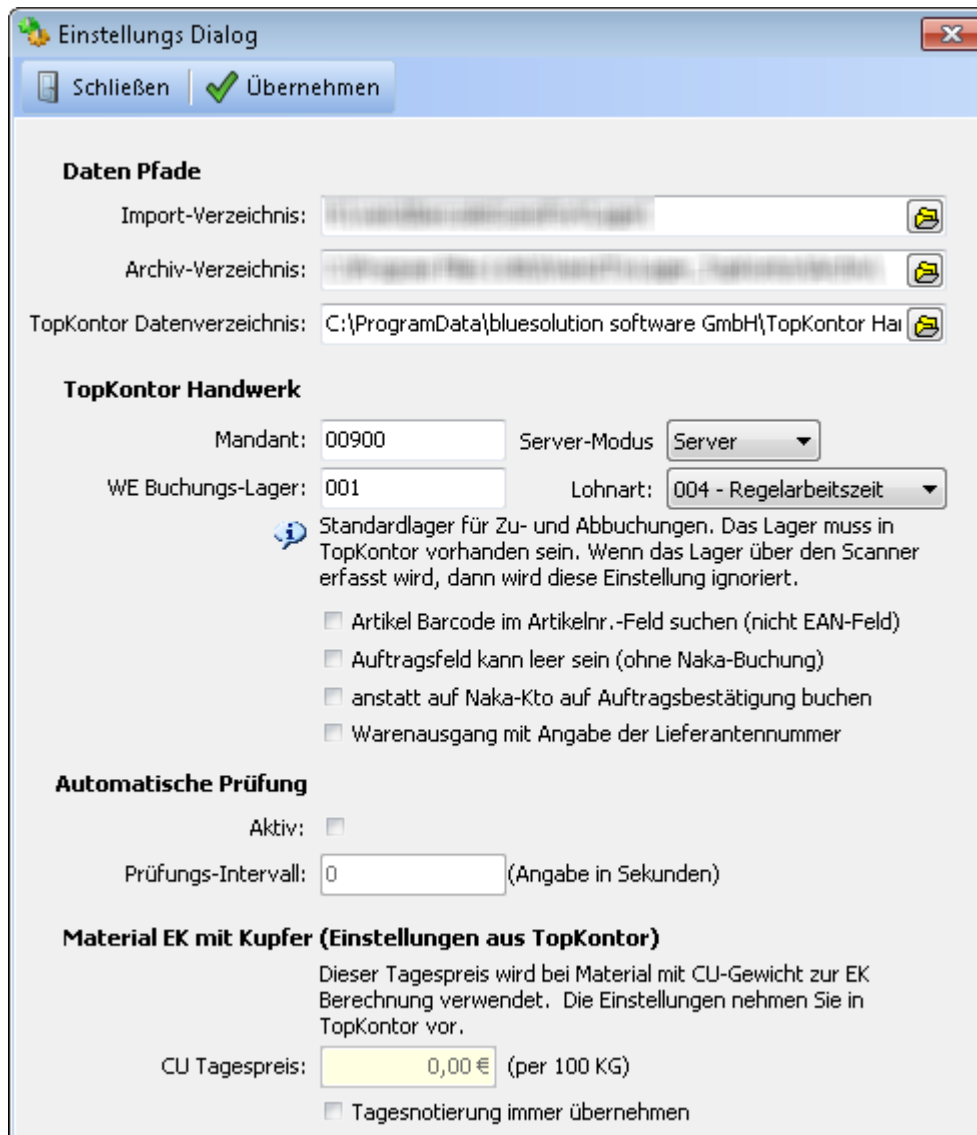 Einstellungs Dialog
Schließen Übernehmen
Daten Pfade
Import-Verzeichnis:
Archiv-Verzeichnis:
TopKontor Datenverzeichnis: C:\ProgramData\bluesolution software GmbH\TopKontor Ha
TopKontor Handwerk
Mandant: 00900 Server-Modus Server
WE Buchungs-Lager: 001 Lohnart: 004 - Regelarbeitszeit
Standardlager für Zu- und Abbuchungen. Das Lager muss in
TopKontor vorhanden sein. Wenn das Lager über den Scanner
erfasst wird, dann wird diese Einstellung ignoriert.
Artikel Barcode im Artikelnr.-Feld suchen (nicht EAN-Feld)
Auftragsfeld kann leer sein (ohne Naka-Buchung)
anstatt auf Naka-Kto auf Auftragsbestätigung buchen
Warenausgang mit Angabe der Lieferantennummer
Automatische Prüfung
Aktiv:
Prüfungs-Intervall: 0 (Angabe in Sekunden)
Material EK mit Kupfer (Einstellungen aus TopKontor)
Dieser Tagespreis wird bei Material mit CU-Gewicht zur EK
Berechnung verwendet. Die Einstellungen nehmen Sie in
TopKontor vor.
CU Tagespreis: 0,00 € (per 100 KG)
Tagesnotierung immer übernehmen